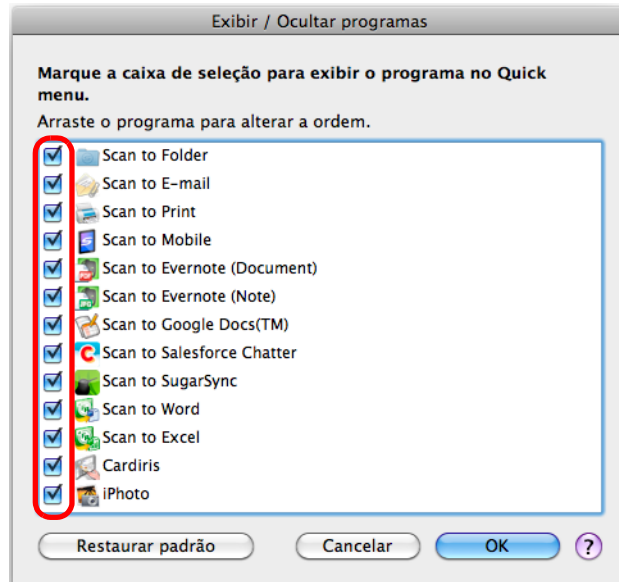 Exibir / Ocultar programas
Marque a caixa de seleção para exibir o programa no Quick
menu.
Arraste o programa para alterar a ordem.
Scan to Folder
Scan to E-mail
Scan to Print
Scan to Mobile
Scan to Evernote (Document)
Scan to Evernote (Note)
Scan to Google Docs(TM)
Scan to Salesforce Chatter
Scan to SugarSync
Scan to Word
Scan to Excel
Cardiris
iPhoto
Restaurar padrão Cancelar OK ?